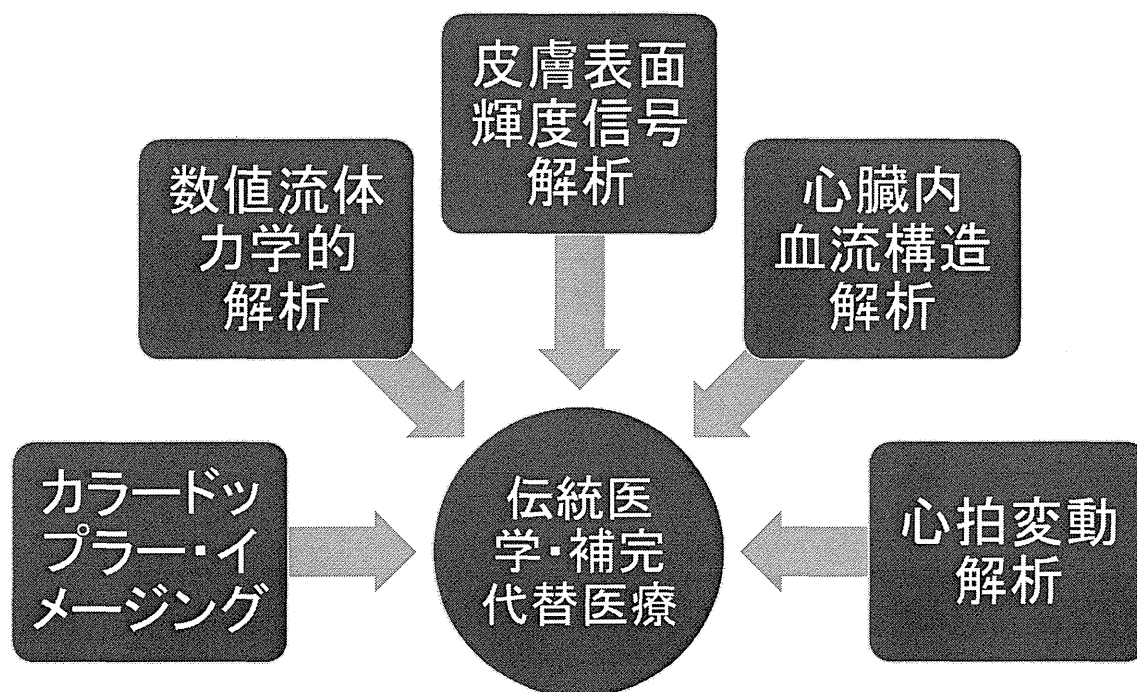 皮膚表面
輝度信号
解析
数値流体
力学的
解析
心臓内
血流構造
解析
カラードッ
プラー・イ
メージング
伝統医
学・補完
代替医療
心拍変動
解析